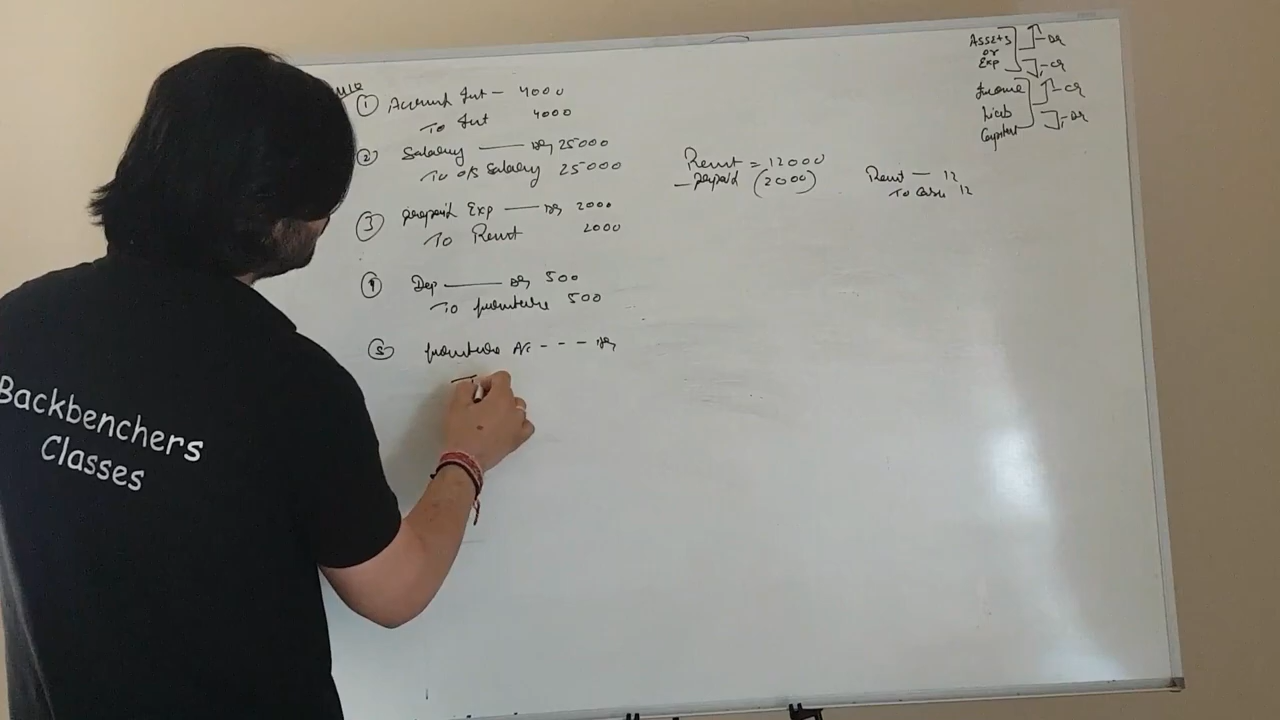 ① Accrued Int - 4000
To Int 4000
② Salary —— Dr 25000
To o/s Salary 25000
③ prepaid Exp —— Dr 2000
To Rent 2000
④ Dep —— Dr 500
To furniture 500
⑤ furniture A/c - - - Dr
Rent = 12000
- prepaid (2000)
Rent — 12
To cash 12
Assets
or
Exp
- Dr
- Cr
Income
Liab
Capital
- Cr
- Dr
Backbenchers
Classes